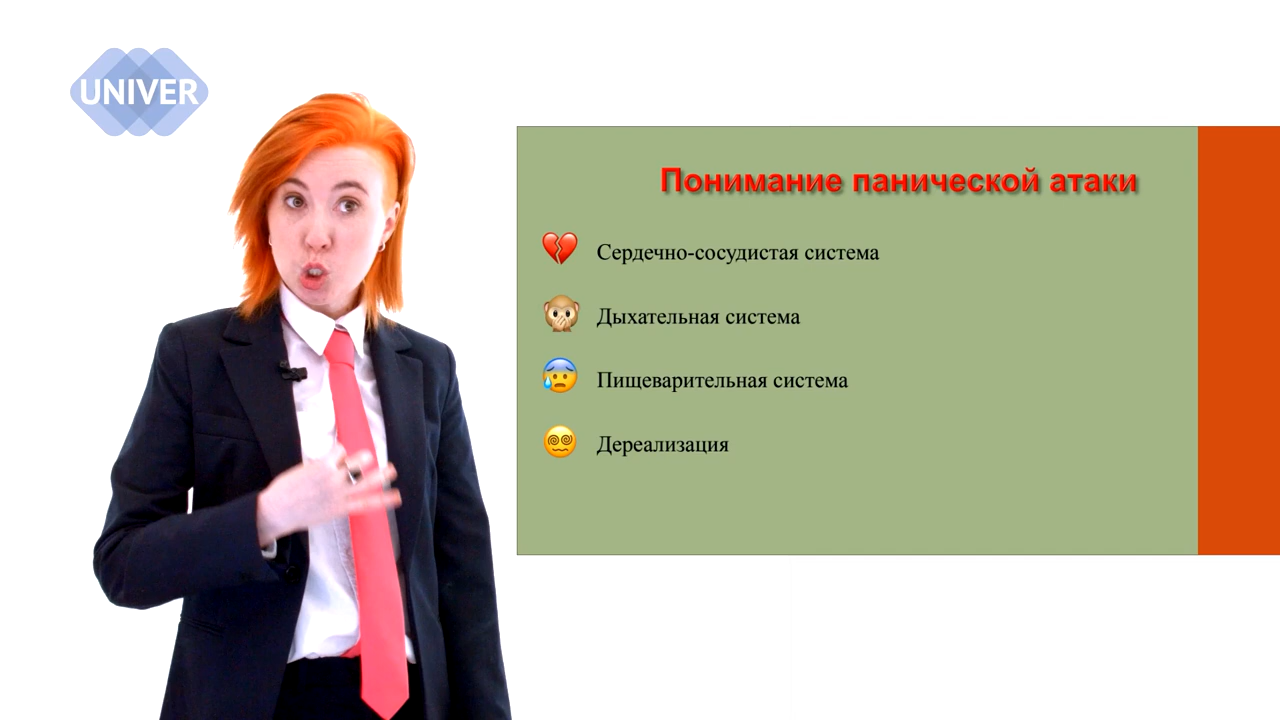 UNIVER
Понимание панической атаки
Сердечно-сосудистая система
Дыхательная система
Пищеварительная система
Дереализация